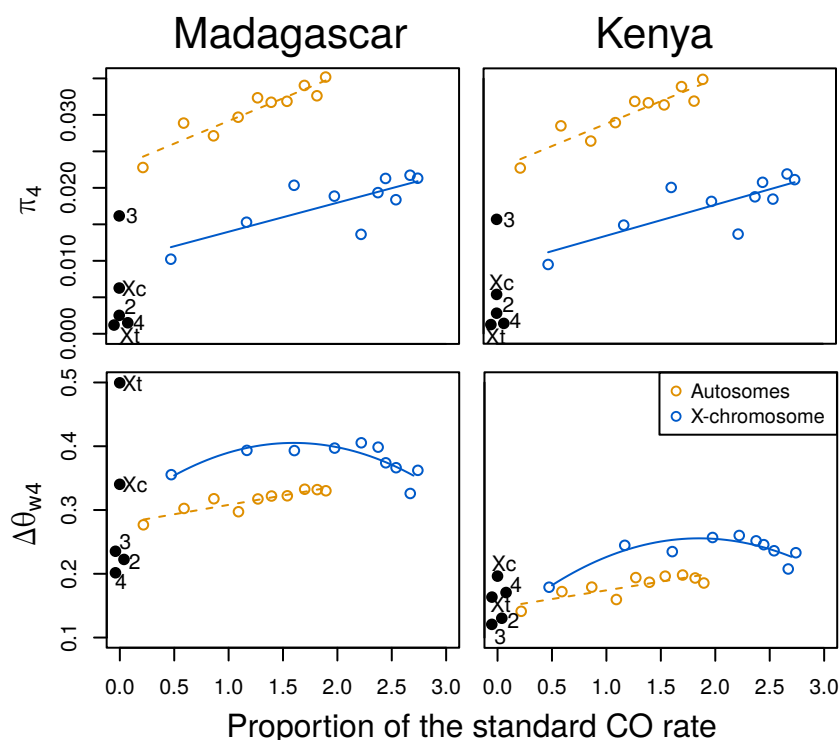 Madagascar Kenya
π4
0.000 0.010 0.020 0.030
3
Xc
2
4
Xt
3
Xc
2
4
Xt
Δθw4
0.1 0.2 0.3 0.4 0.5
Xt
Xc
3
2
4
Autosomes
X-chromosome
Xc
4
Xt
2
3
0.0 0.5 1.0 1.5 2.0 2.5 3.0 0.0 0.5 1.0 1.5 2.0 2.5 3.0
Proportion of the standard CO rate